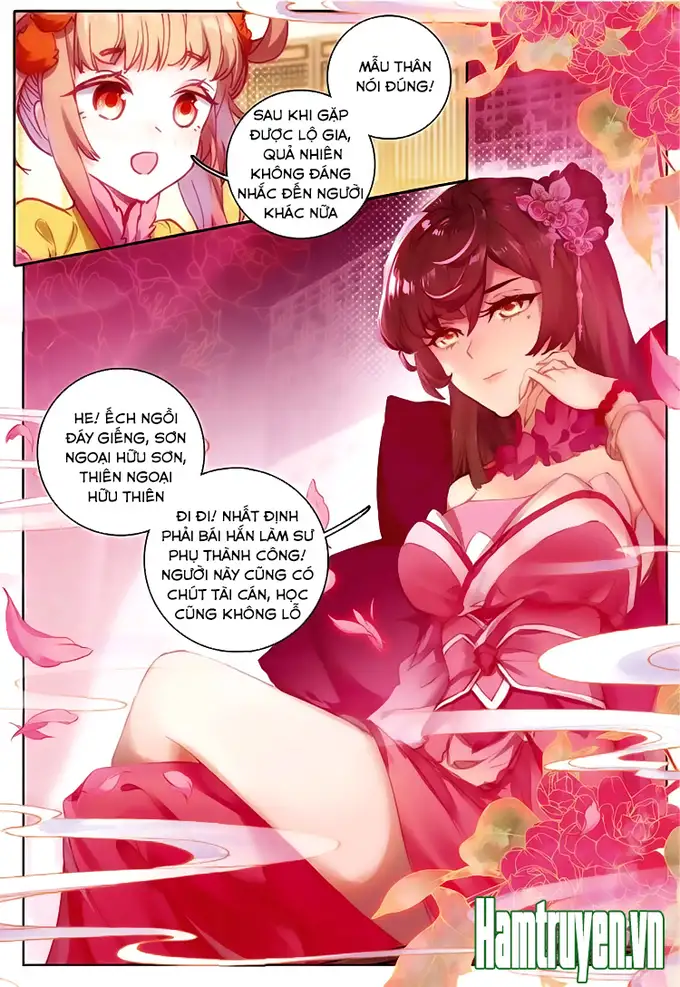 MẪU THÂN
NÓI ĐÚNG!
SAU KHI GẶP
ĐƯỢC LỘ GIA,
QUẢ NHIÊN
KHÔNG ĐÁNG
NHẮC ĐẾN NGƯỜI
KHÁC NỮA
HE! ẾCH NGỒI
ĐÁY GIẾNG, SƠN
NGOẠI HỮU SƠN,
THIÊN NGOẠI
HỮU THIÊN
ĐI ĐI! NHẤT ĐỊNH
PHẢI BÁI HẮN LÀM SƯ
PHỤ THÀNH CÔNG!
NGƯỜI NÀY CŨNG CÓ
CHÚT TÀI CÁN, HỌC
CŨNG KHÔNG LỖ
Hamtruyen.vn